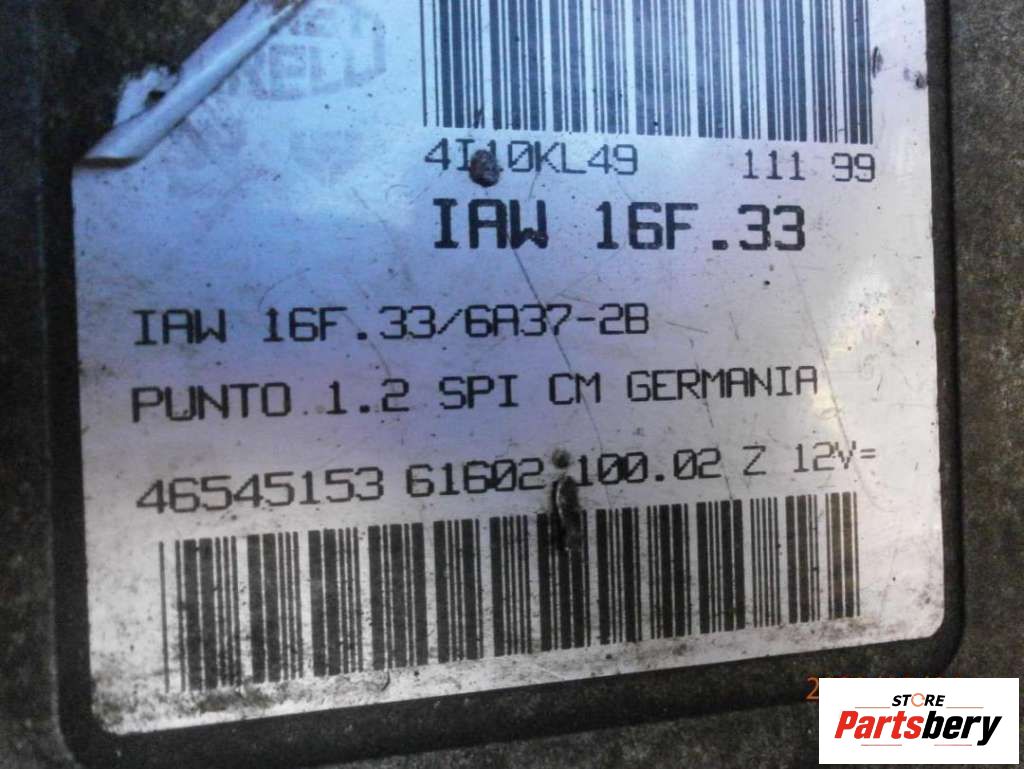 4I10KL49 111 99
IAW 16F.33
IAW 16F.33/6A37-2B
PUNTO 1.2 SPI CM GERMANIA
46545153 61602 100.02 Z 12V=
STORE
Partsbery